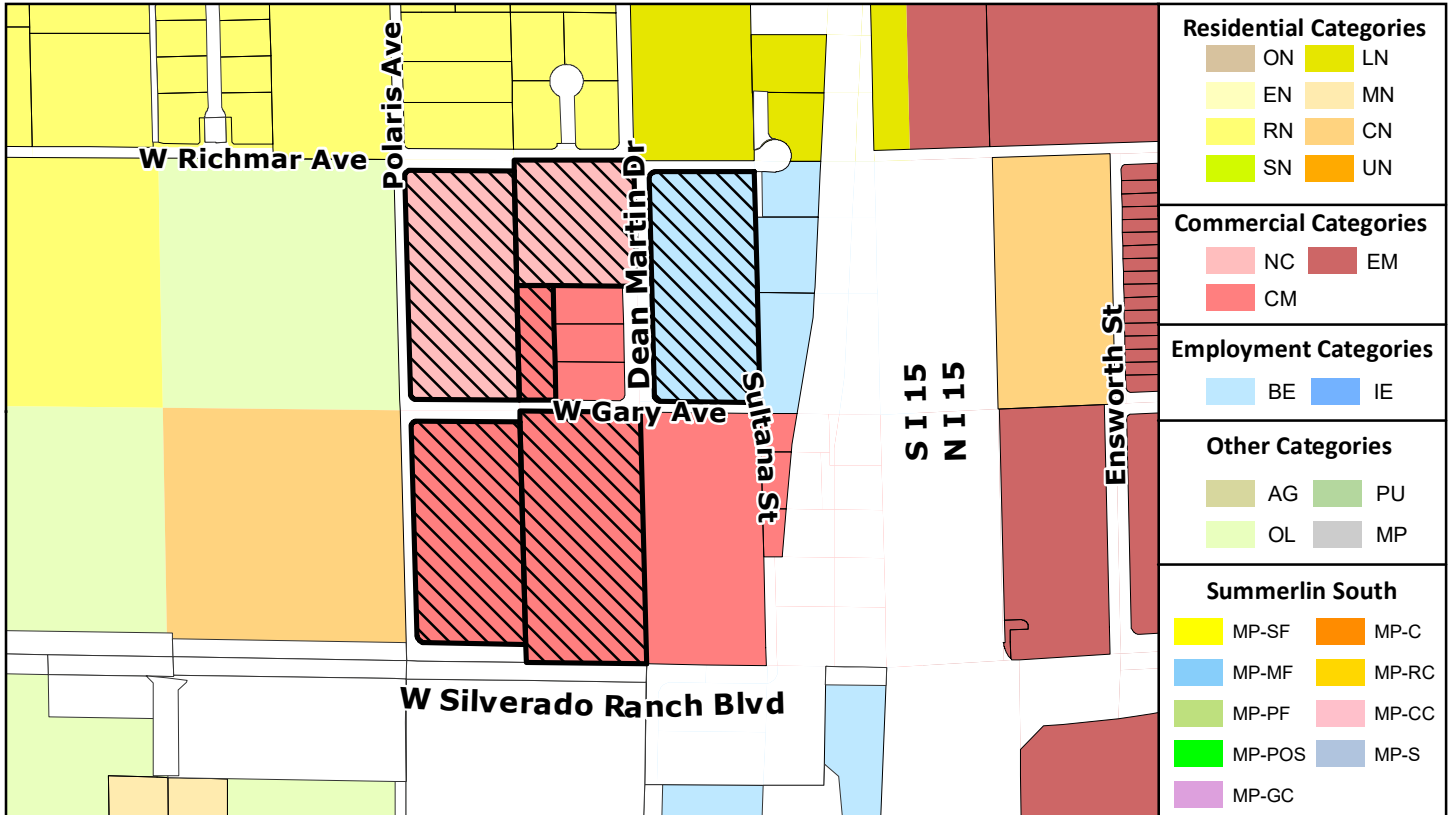 Polaris Ave
W Richmar Ave
Dean Martin Dr
W Gary Ave
Sultana St
S I 15
N I 15
Ensworth St
W Silverado Ranch Blvd
Residential Categories
ON LN
EN MN
RN CN
SN UN
Commercial Categories
NC EM
CM
Employment Categories
BE IE
Other Categories
AG PU
OL MP
Summerlin South
MP-SF MP-C
MP-MF MP-RC
MP-PF MP-CC
MP-POS MP-S
MP-GC